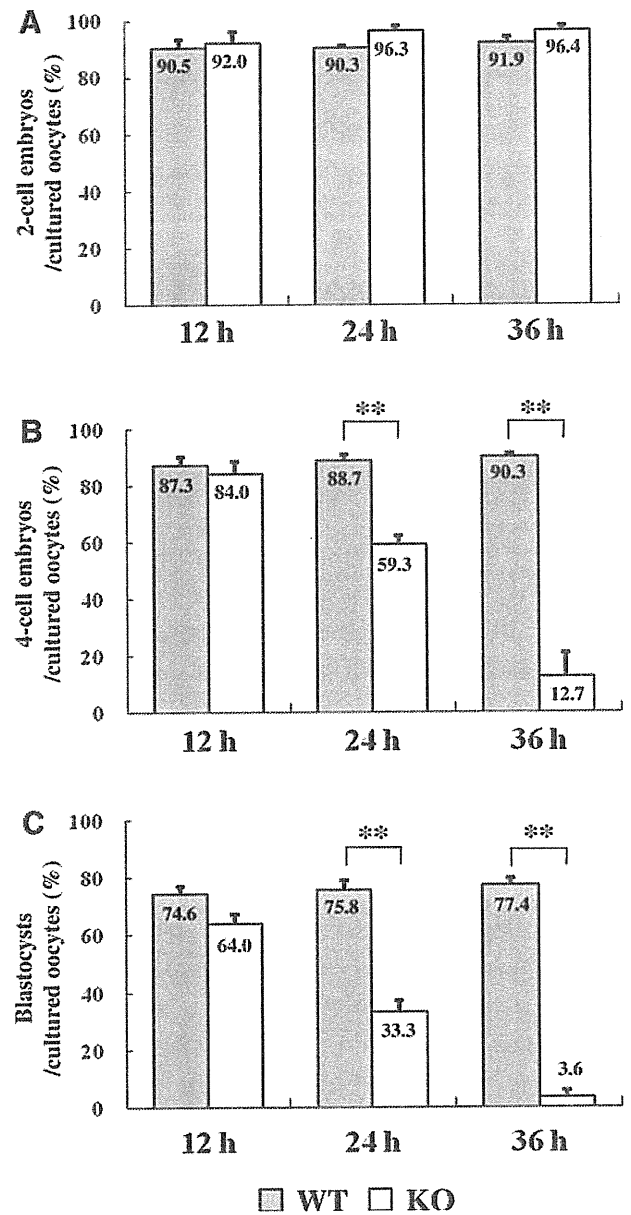 A
2-cell embryos
/cultured oocytes (%)
100
80
60
40
20
0
90.5
92.0
90.3
96.3
91.9
96.4
12 h
24 h
36 h
B
4-cell embryos
/cultured oocytes (%)
100
80
60
40
20
0
87.3
84.0
88.7
59.3
90.3
12.7
**
**
12 h
24 h
36 h
C
Blastocysts
/cultured oocytes (%)
100
80
60
40
20
0
74.6
64.0
75.8
33.3
77.4
3.6
**
**
12 h
24 h
36 h
WT
KO